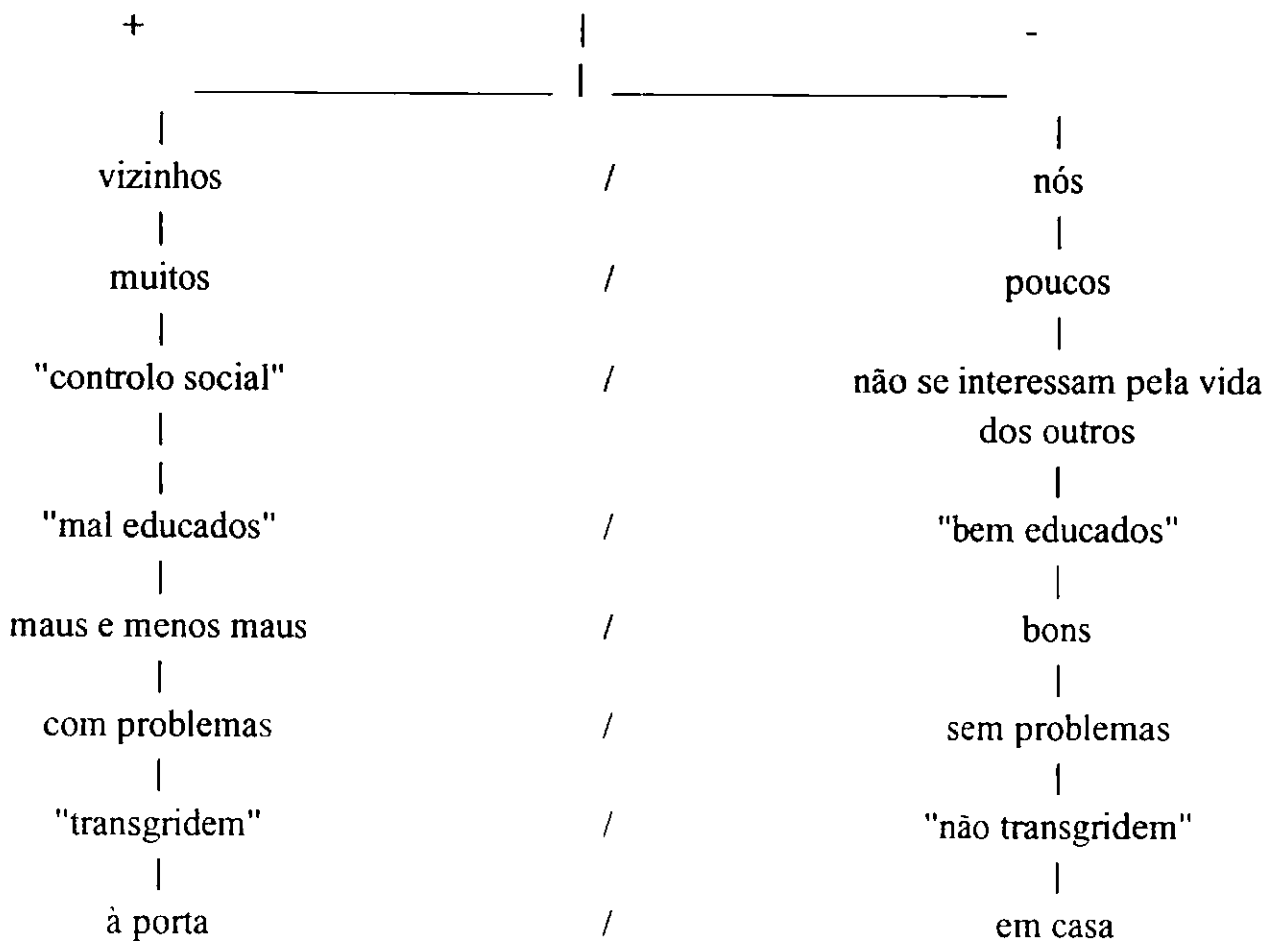 + | -
|
vizinhos / nós
muitos / poucos
"controlo social" / não se interessam pela vida
dos outros
"mal educados" / "bem educados"
maus e menos maus / bons
com problemas / sem problemas
"transgridem" / "não transgridem"
à porta / em casa